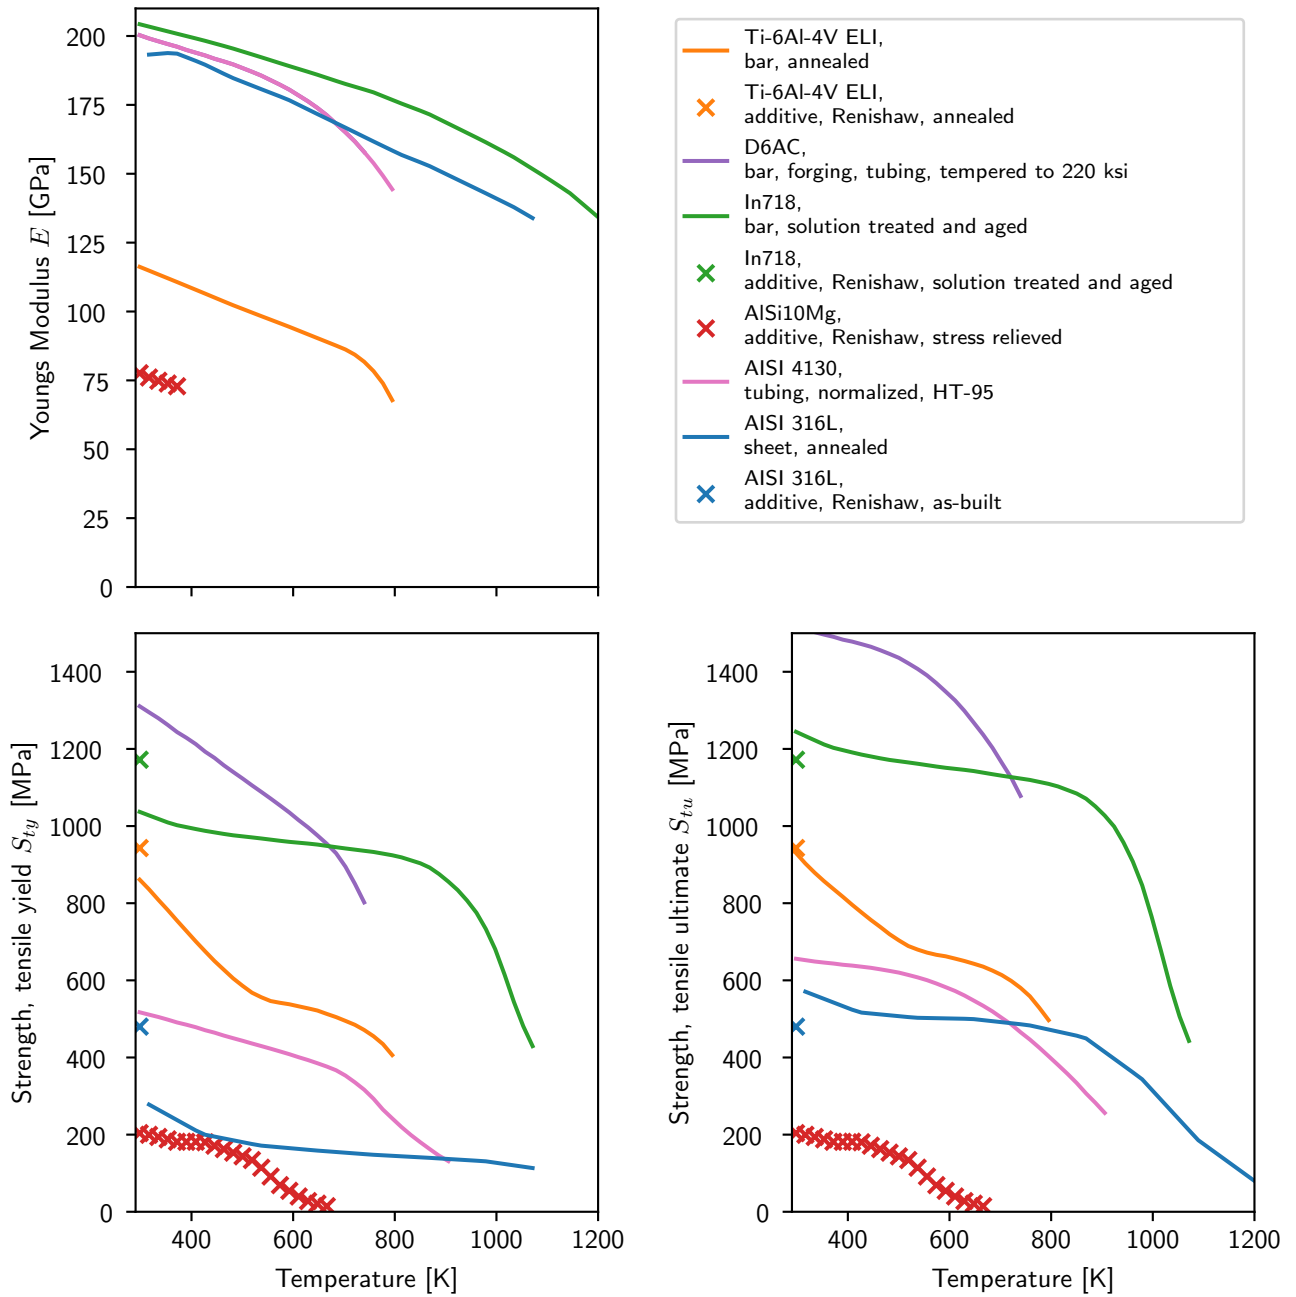 200
175
150
125
100
75
50
25
0
Youngs Modulus E [GPa]
Ti-6Al-4V ELI,
bar, annealed
Ti-6Al-4V ELI,
additive, Renishaw, annealed
D6AC,
bar, forging, tubing, tempered to 220 ksi
In718,
bar, solution treated and aged
In718,
additive, Renishaw, solution treated and aged
AlSi10Mg,
additive, Renishaw, stress relieved
AISI 4130,
tubing, normalized, HT-95
AISI 316L,
sheet, annealed
AISI 316L,
additive, Renishaw, as-built
1400
1200
1000
800
600
400
200
0
Strength, tensile yield S_{ty} [MPa]
400 600 800 1000 1200
Temperature [K]
1400
1200
1000
800
600
400
200
0
Strength, tensile ultimate S_{tu} [MPa]
400 600 800 1000 1200
Temperature [K]